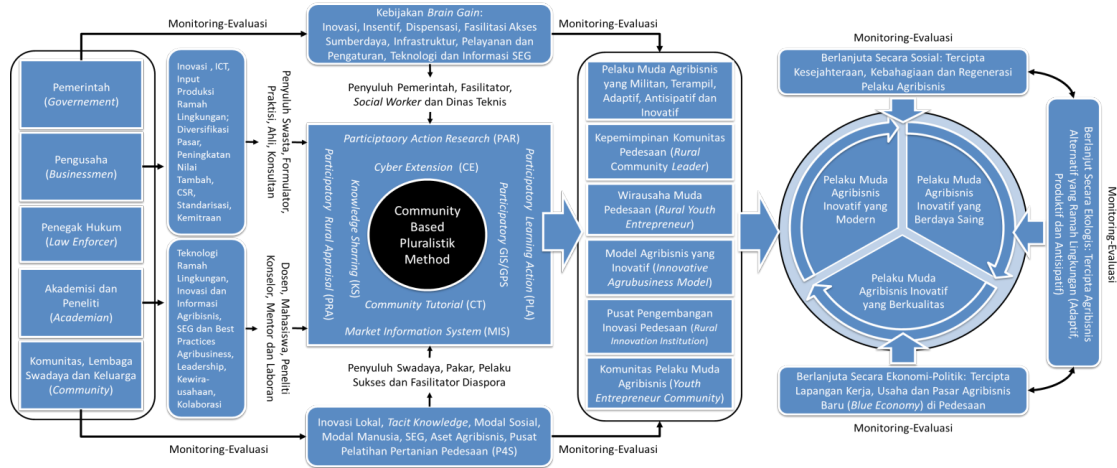 Monitoring-Evaluasi
Kebijakan Brain Gain:
Inovasi, Insentif, Dispensasi, Fasilitasi Akses
Sumberdaya, Infrastruktur, Pelayanan dan
Pengaturan, Teknologi dan Informasi SEG
Monitoring-Evaluasi
Pemerintah
(Governement)
Pengusaha
(Businessmen)
Penegak Hukum
(Law Enforcer)
Akademisi dan
Peneliti
(Academian)
Komunitas, Lembaga
Swadaya dan Keluarga
(Community)
Inovasi , ICT,
Input
Produksi
Ramah
Lingkungan;
Diversifikasi
Pasar,
Peningkatan
Nilai
Tambah,
CSR,
Standarisasi,
Kemitraan
Teknologi
Ramah
Lingkungan,
Inovasi dan
Informasi
Agribinis,
SEG dan Best
Practices
Agribusiness,
Leadership,
Kewira-
usahaan,
Kolaborasi
Penyuluh Swasta, Formulator,
Praktisi, Ahli, Konsultan
Dosen, Mahasiswa, Peneliti
Konselor, Mentor dan Laboran
Penyuluh Pemerintah, Fasilitator,
Social Worker dan Dinas Teknis
Participtaory Action Research (PAR)
Cyber Extension (CE)
Participatory Rural Appraisal (PRA)
Knowledge Sharring (KS)
Community
Based
Pluralistik
Method
Participatory GIS/GPS
Participatory Learning Action (PLA)
Community Tutorial (CT)
Market Information System (MIS)
Penyuluh Swadaya, Pakar, Pelaku
Sukses dan Fasilitator Diaspora
Inovasi Lokal, Tacit Knowledge, Modal Sosial,
Modal Manusia, SEG, Aset Agribisnis, Pusat
Pelatihan Pertanian Pedesaan (P4S)
Monitoring-Evaluasi
Monitoring-Evaluasi
Pelaku Muda Agribisnis
yang Militan, Terampil,
Adaptif, Antisipatif dan
Inovatif
Kepemimpinan Komunitas
Pedesaan (Rural
Community Leader)
Wirausaha Muda
Pedesaan (Rural Youth
Entrepreneur)
Model Agribisnis yang
Inovatif (Innovative
Agrubusiness Model)
Pusat Pengembangan
Inovasi Pedesaan (Rural
Innovation Institution)
Komunitas Pelaku Muda
Agribisnis (Youth
Entrepreneur Community)
Monitoring-Evaluasi
Berlanjuta Secara Sosial: Tercipta
Kesejahteraan, Kebahagiaan dan Regenerasi
Pelaku Agribisnis
Pelaku Muda
Agribisnis
Inovatif yang
Modern
Pelaku Muda
Agribisnis
Inovatif yang
Berdaya Saing
Pelaku Muda
Agribisnis Inovatif
yang Berkualitas
Berlanjut Secara Ekologis: Tercipta Agribisnis
Alternatif yang Ramah Lingkungan (Adaptif,
Produktif dan Antisipatif)
Monitoring-Evaluasi
Berlanjuta Secara Ekonomi-Politik: Tercipta
Lapangan Kerja, Usaha dan Pasar Agribisnis
Baru (Blue Economy) di Pedesaan
Monitoring-Evaluasi